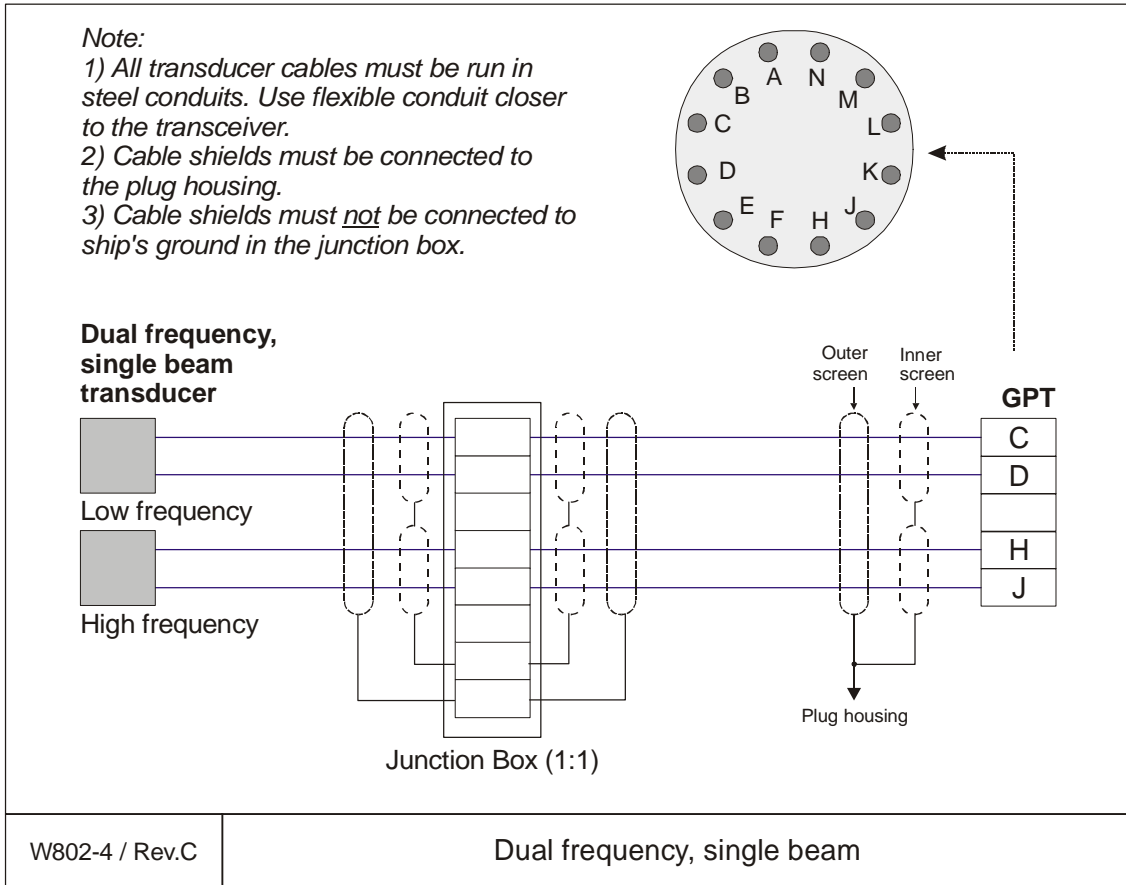 Note:
1) All transducer cables must be run in
steel conduits. Use flexible conduit closer
to the transceiver.
2) Cable shields must be connected to
the plug housing.
3) Cable shields must not be connected to
ship's ground in the junction box.
A
N
B
M
C
L
D
K
E
J
F
H
Dual frequency,
single beam
transducer
Low frequency
High frequency
Outer
screen
Inner
screen
GPT
C
D
H
J
Plug housing
Junction Box (1:1)
W802-4 / Rev.C
Dual frequency, single beam